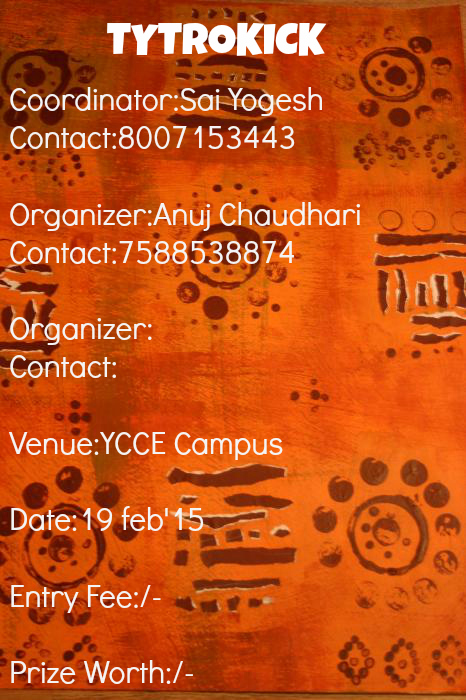 TYTROKICK
Coordinator:Sai Yogesh
Contact:8007153443
Organizer:Anuj Chaudhari
Contact:7588538874
Organizer:
Contact:
Venue:YCCE Campus
Date:19 feb'15
Entry Fee:/-
Prize Worth:/-